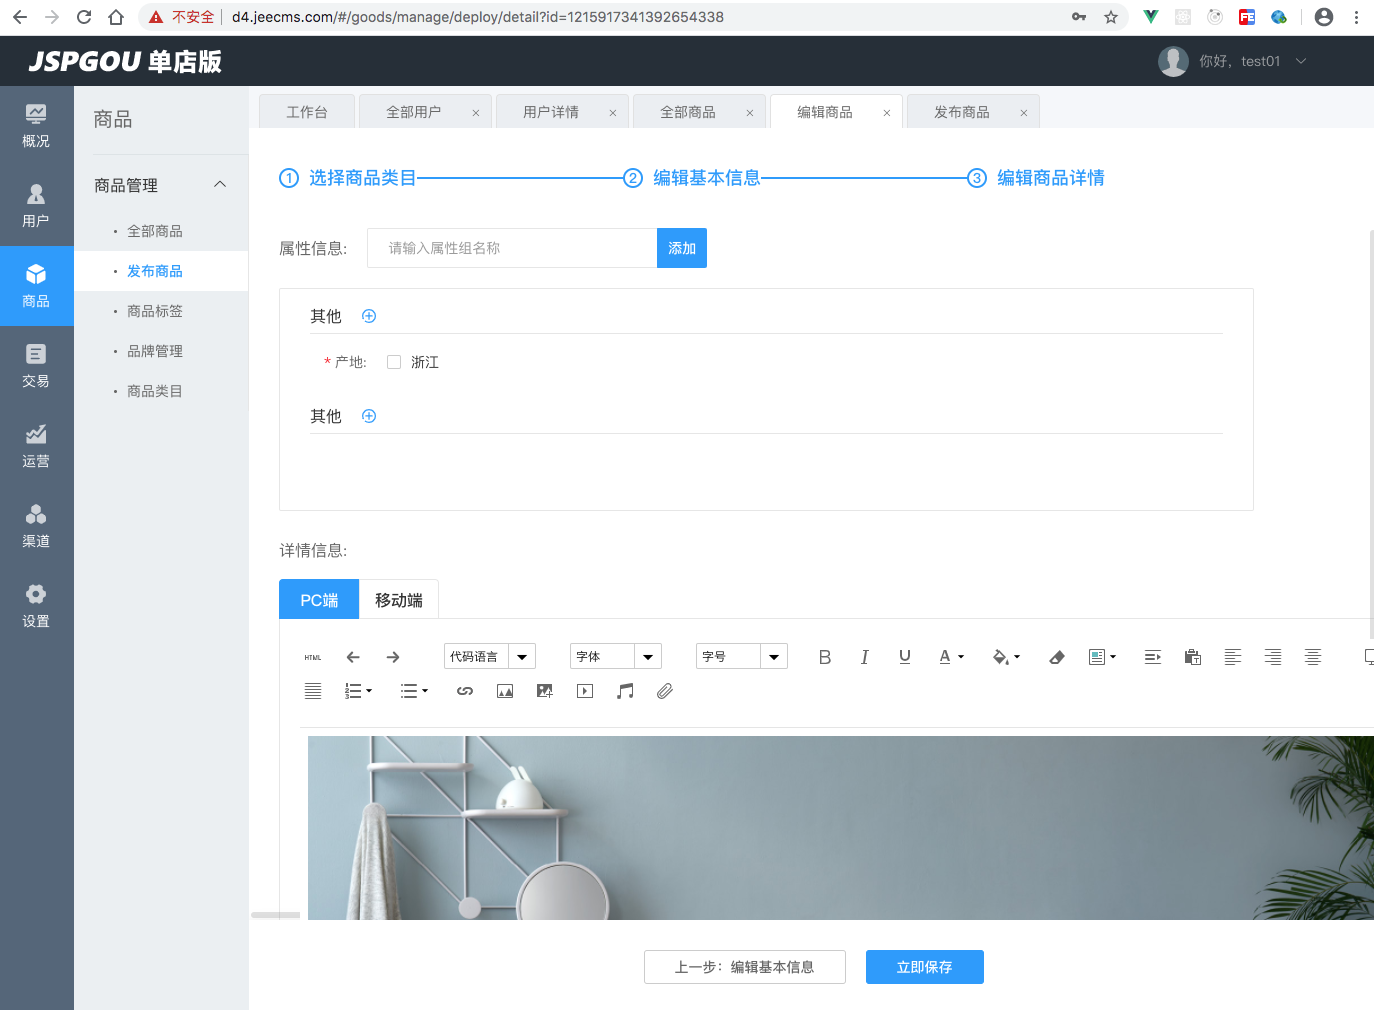 不安全 | d4.jeecms.com/#/goods/manage/deploy/detail?id=1215917341392654338
JSPGOU 单店版
你好，test01
概况
用户
商品
交易
运营
渠道
设置
商品
商品管理
全部商品
发布商品
商品标签
品牌管理
商品类目
工作台
全部用户
用户详情
全部商品
编辑商品
发布商品
1 选择商品类目
2 编辑基本信息
3 编辑商品详情
属性信息: 请输入属性组名称 添加
其他
* 产地: 浙江
其他
详情信息:
PC端 移动端
HTML 代码语言 字体 字号 B I U A
上一步：编辑基本信息 立即保存